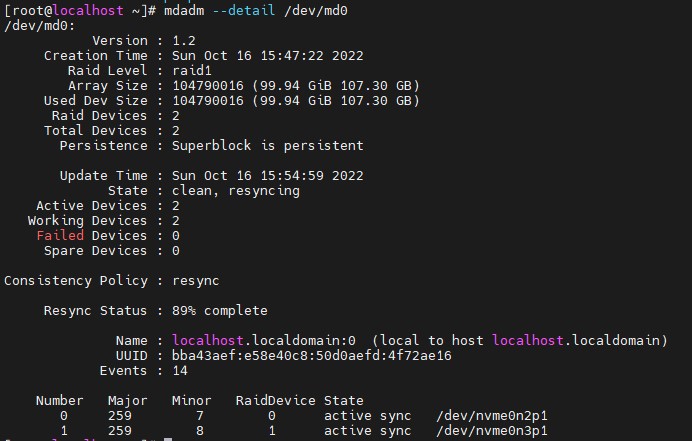 [root@localhost ~]# mdadm --detail /dev/md0
/dev/md0:
Version : 1.2
Creation Time : Sun Oct 16 15:47:22 2022
Raid Level : raid1
Array Size : 104790016 (99.94 GiB 107.30 GB)
Used Dev Size : 104790016 (99.94 GiB 107.30 GB)
Raid Devices : 2
Total Devices : 2
Persistence : Superblock is persistent
Update Time : Sun Oct 16 15:54:59 2022
State : clean, resyncing
Active Devices : 2
Working Devices : 2
Failed Devices : 0
Spare Devices : 0
Consistency Policy : resync
Resync Status : 89% complete
Name : localhost.localdomain:0  (local to host localhost.localdomain)
UUID : bba43aef:e58e40c8:50d0aefd:4f72ae16
Events : 14
Number   Major   Minor   RaidDevice State
0     259        7        0      active sync   /dev/nvme0n2p1
1     259        8        1      active sync   /dev/nvme0n3p1